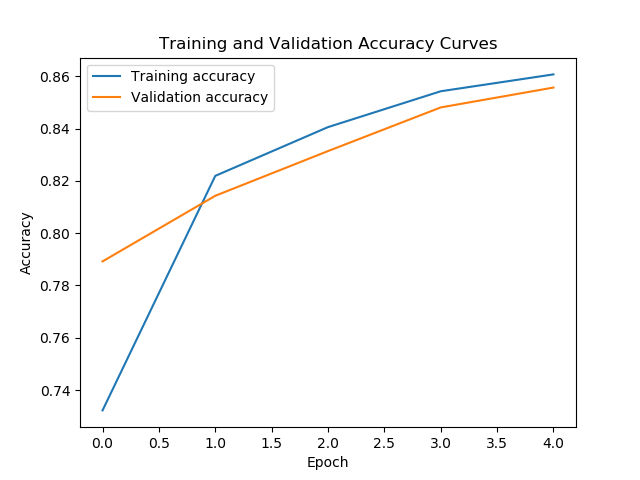 Training and Validation Accuracy Curves
Training accuracy
Validation accuracy
0.86
0.84
0.82
0.80
0.78
0.76
0.74
Accuracy
0.0 0.5 1.0 1.5 2.0 2.5 3.0 3.5 4.0
Epoch